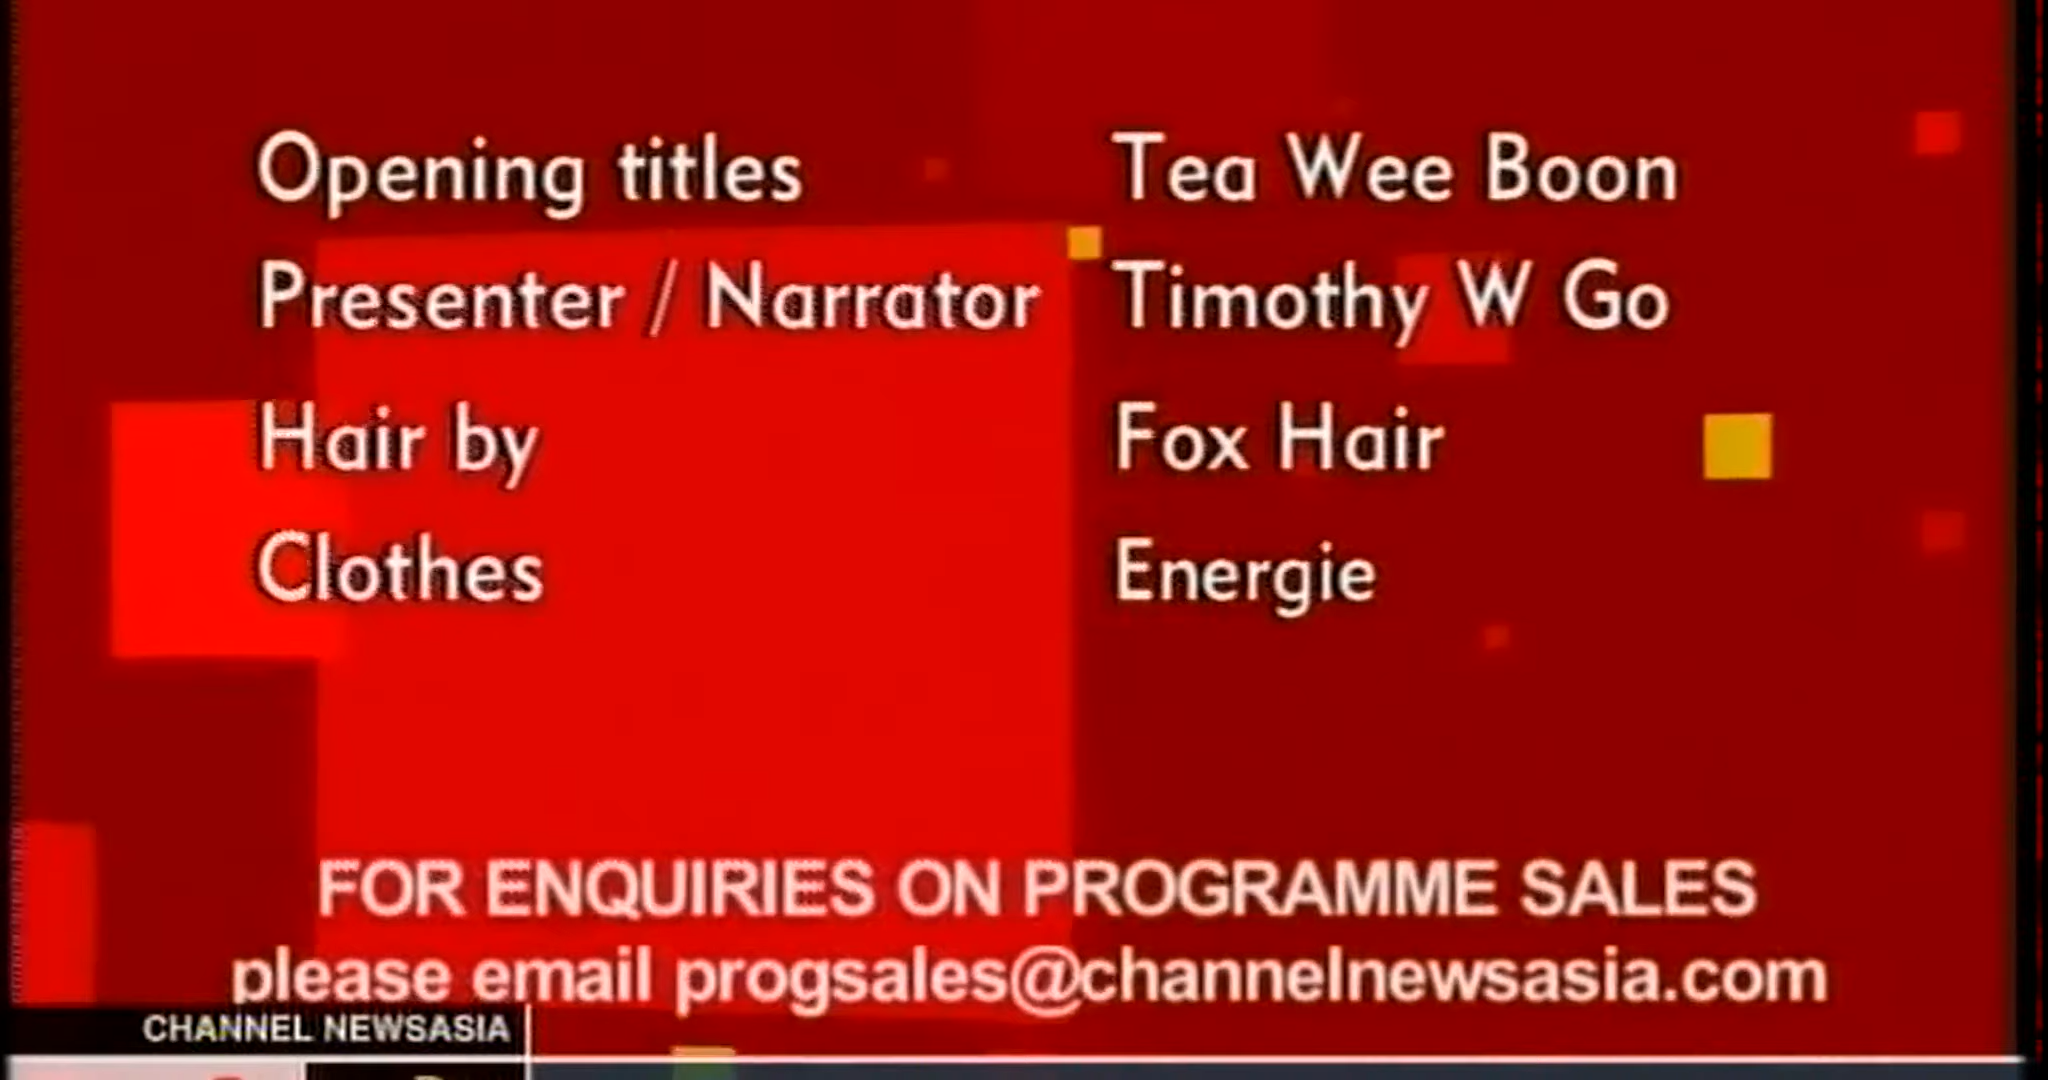 Opening titles Tea Wee Boon
Presenter / Narrator Timothy W Go
Hair by Fox Hair
Clothes Energie
FOR ENQUIRIES ON PROGRAMME SALES
please email progsales@channelnewsasia.com
CHANNEL NEWSASIA